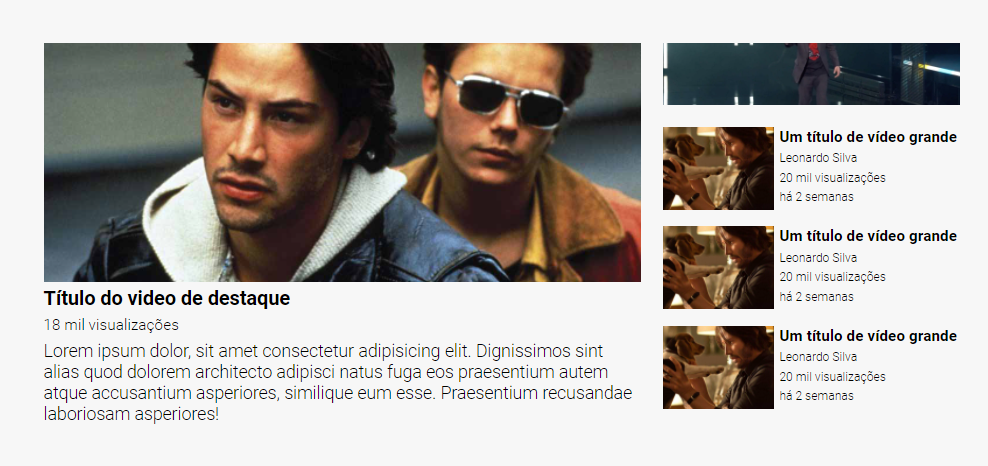 Título do video de destaque
18 mil visualizações
Lorem ipsum dolor, sit amet consectetur adipisicing elit. Dignissimos sint
alias quod dolorem architecto adipisci natus fuga eos praesentium autem
atque accusantium asperiores, similique eum esse. Praesentium recusandae
laboriosam asperiores!
Um título de vídeo grande
Leonardo Silva
20 mil visualizações
há 2 semanas
Um título de vídeo grande
Leonardo Silva
20 mil visualizações
há 2 semanas
Um título de vídeo grande
Leonardo Silva
20 mil visualizações
há 2 semanas